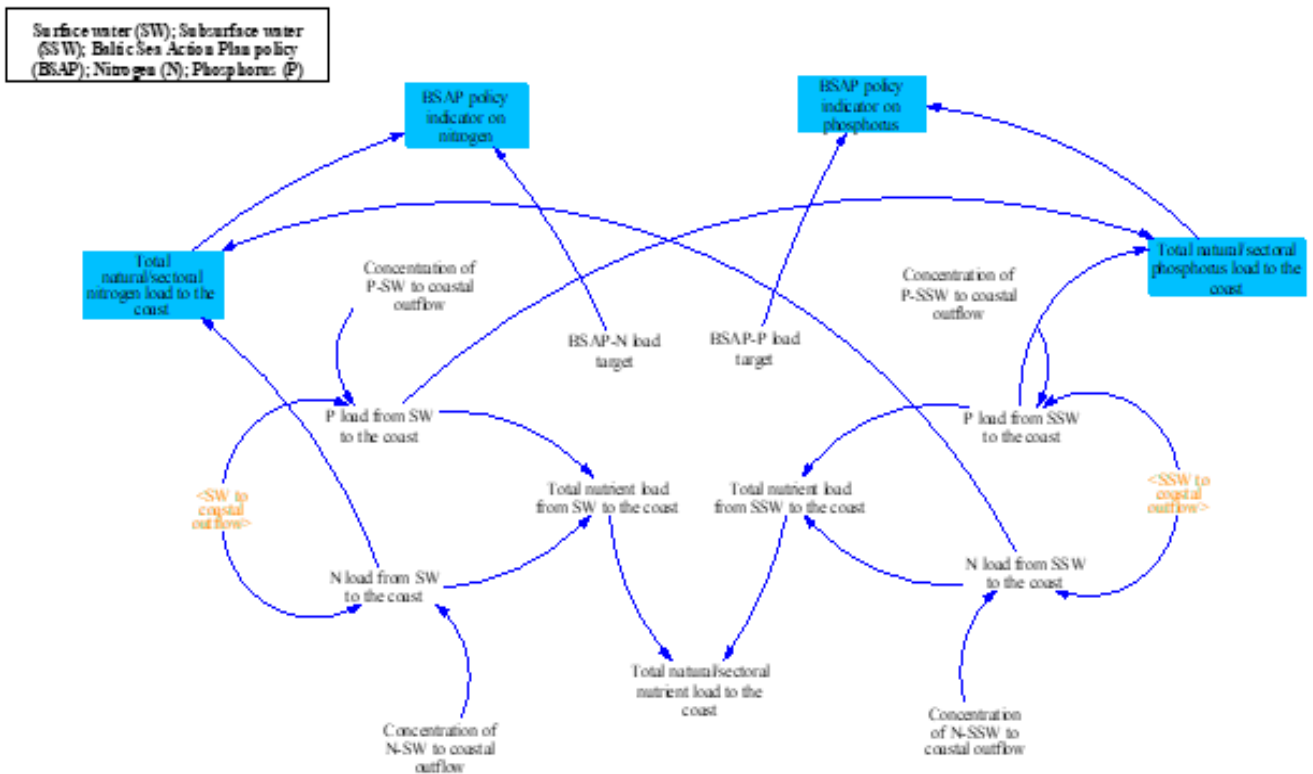 Surface water (SW); Subsurface water
(SSW); Baltic Sea Action Plan policy
(BSAP); Nitrogen (N); Phosphorus (P)
BSAP policy
indicator on
nitrogen
BSAP policy
indicator on
phosphorus
Total
natural/sectoral
nitrogen load to the
coast
Concentration of
P-SW to coastal
outflow
BSAP-N load
target
BSAP-P load
target
Concentration of
P-SSW to coastal
outflow
Total natural/sectoral
phosphorus load to the
coast
P load from SW
to the coast
P load from SSW
to the coast
<SW to
coastal
outflow>
Total nutrient load
from SW to the coast
Total nutrient load
from SSW to the coast
<SSW to
coastal
outflow>
N load from SW
to the coast
N load from SSW
to the coast
Total natural/sectoral
nutrient load to the
coast
Concentration of
N-SW to coastal
outflow
Concentration
of N-SSW to
coastal outflow